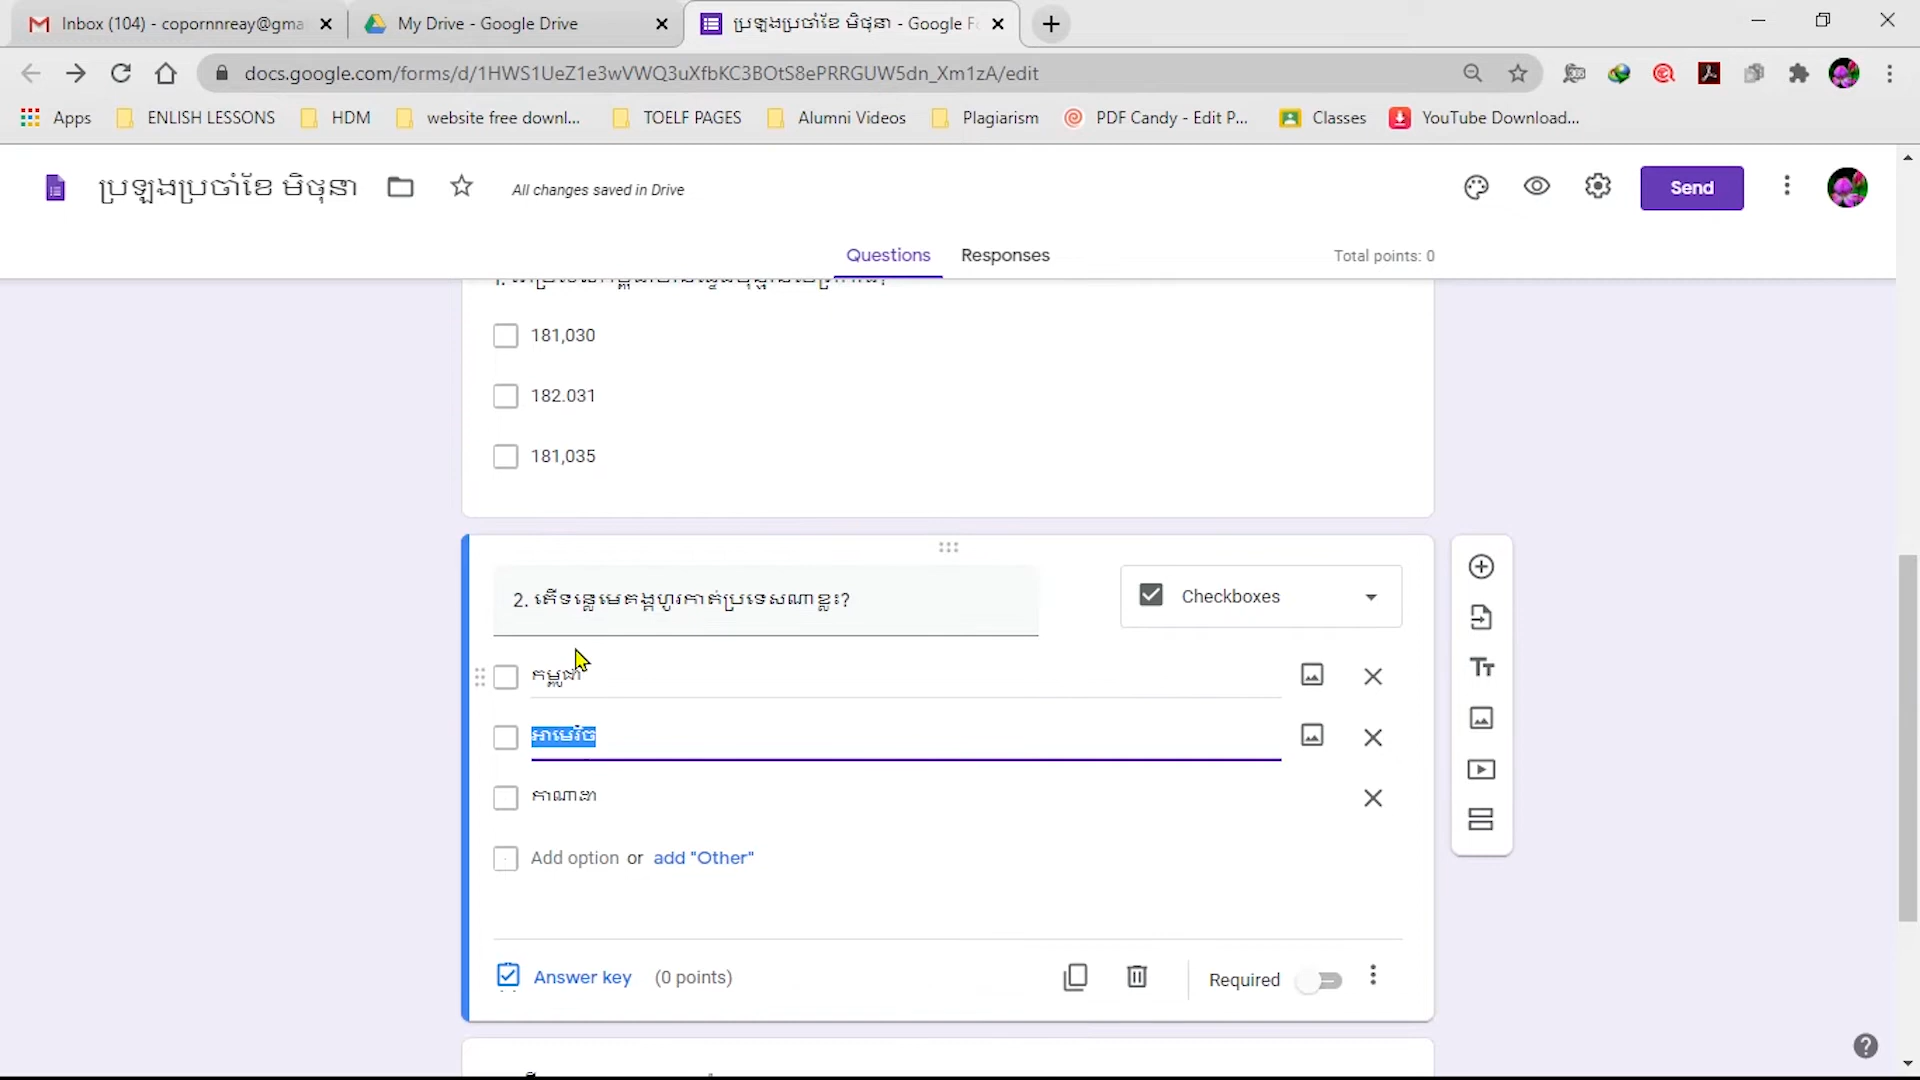 Inbox (104) - copornnreay@gma
My Drive - Google Drive
ប្រឡងប្រចាំខែ មិថុនា - Google Fo
docs.google.com/forms/d/1HWS1UeZ1e3wVWQ3uXfbKC3BOtS8ePRRGUW5dn_Xm1zA/edit
Apps
ENLISH LESSONS
HDM
website free downl...
TOELF PAGES
Alumni Videos
Plagiarism
PDF Candy - Edit P...
Classes
YouTube Download...
ប្រឡងប្រចាំខែ មិថុនា
All changes saved in Drive
Send
Questions
Responses
Total points: 0
181,030
182.031
181,035
2. តើទន្លេមេគង្គហូរកាត់ប្រទេសណាខ្លះ?
Checkboxes
កម្ពុជា
អាមេរិច
កាណាដា
Add option or add "Other"
Answer key (0 points)
Required